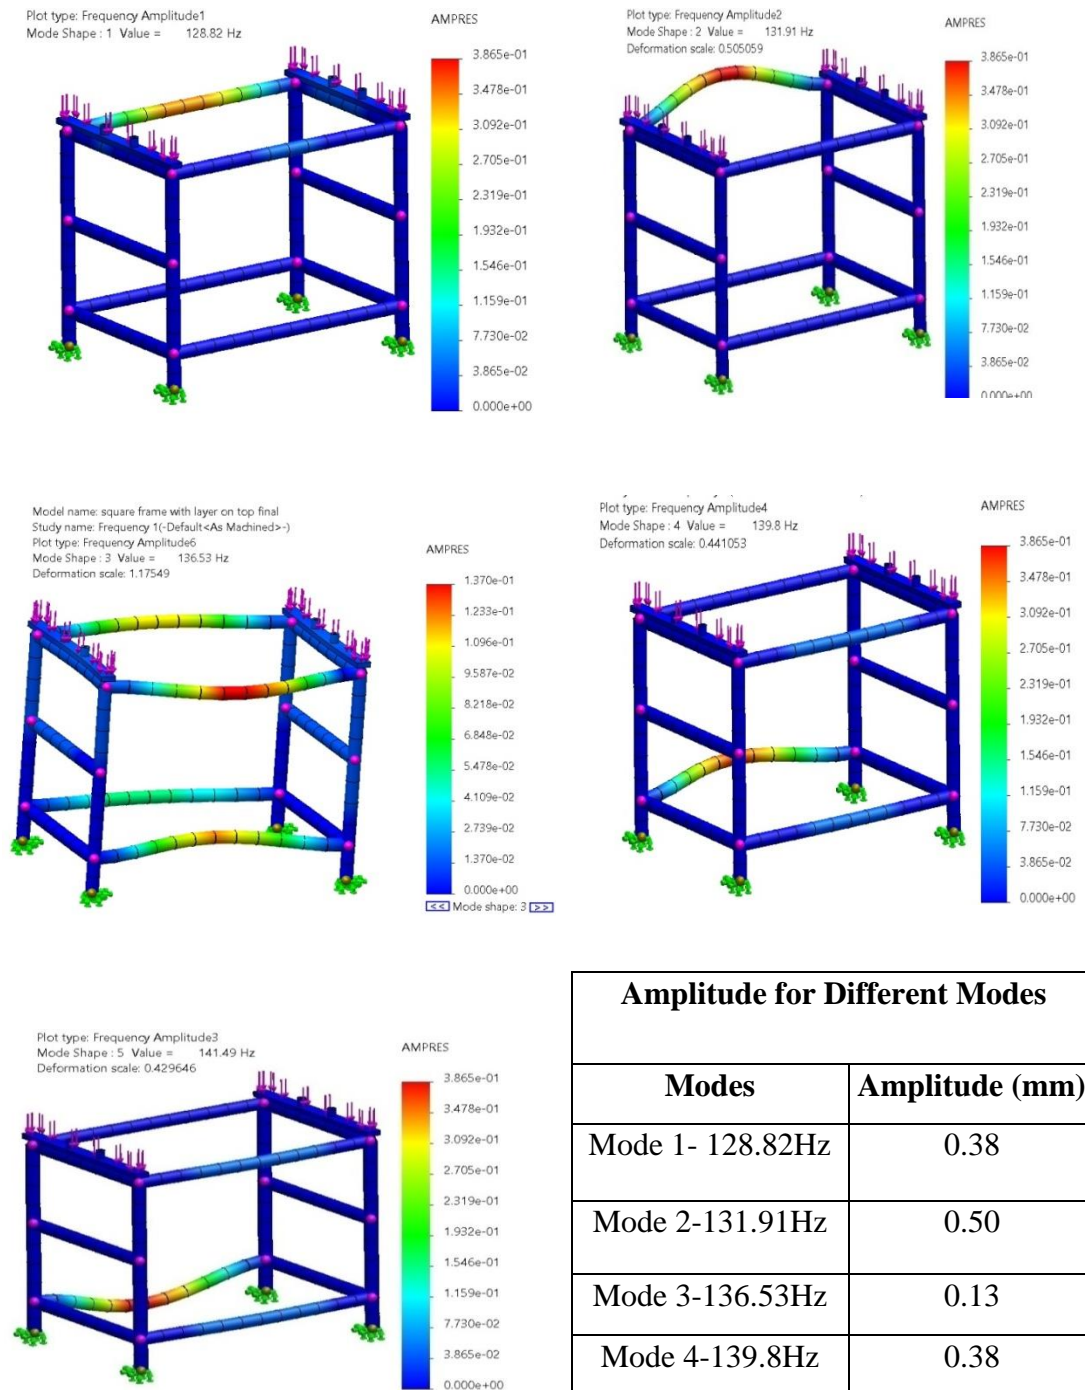 Plot type: Frequency Amplitude1
Mode Shape : 1 Value = 128.82 Hz
AMPRES
3.865e-01
3.478e-01
3.092e-01
2.705e-01
2.319e-01
1.932e-01
1.546e-01
1.159e-01
7.730e-02
3.865e-02
0.000e+00
Plot type: Frequency Amplitude2
Mode Shape : 2 Value = 131.91 Hz
Deformation scale: 0.505059
AMPRES
3.865e-01
3.478e-01
3.092e-01
2.705e-01
2.319e-01
1.932e-01
1.546e-01
1.159e-01
7.730e-02
3.865e-02
0.000e+00
Model name: square frame with layer on top final
Study name: Frequency 1(-Default<As Machined>-)
Plot type: Frequency Amplitude6
Mode Shape : 3 Value = 136.53 Hz
Deformation scale: 1.17549
AMPRES
1.370e-01
1.233e-01
1.096e-01
9.587e-02
8.218e-02
6.848e-02
5.478e-02
4.109e-02
2.739e-02
1.370e-02
0.000e+00
<< Mode shape: 3 >>
Plot type: Frequency Amplitude4
Mode Shape : 4 Value = 139.8 Hz
Deformation scale: 0.441053
AMPRES
3.865e-01
3.478e-01
3.092e-01
2.705e-01
2.319e-01
1.932e-01
1.546e-01
1.159e-01
7.730e-02
3.865e-02
0.000e+00
Plot type: Frequency Amplitude3
Mode Shape : 5 Value = 141.49 Hz
Deformation scale: 0.429646
AMPRES
3.865e-01
3.478e-01
3.092e-01
2.705e-01
2.319e-01
1.932e-01
1.546e-01
1.159e-01
7.730e-02
3.865e-02
0.000e+00
Amplitude for Different Modes
Modes Amplitude (mm)
Mode 1- 128.82Hz 0.38
Mode 2-131.91Hz 0.50
Mode 3-136.53Hz 0.13
Mode 4-139.8Hz 0.38